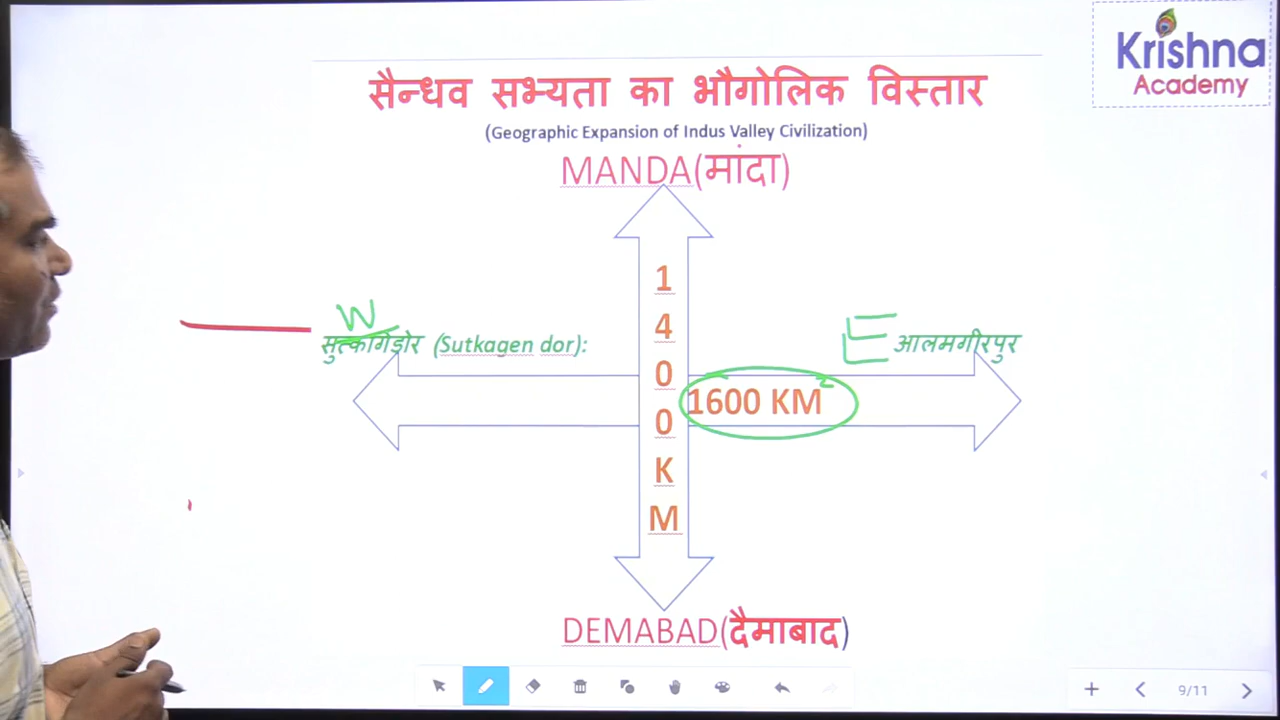 Krishna
Academy
सैन्धव सभ्यता का भौगोलिक विस्तार
(Geographic Expansion of Indus Valley Civilization)
MANDA(मांदा)
W
सुत्कागेंडोर (Sutkagen dor):
E आलमगीरपुर
1
4
0
0
K
M
1600 KM²
DEMABAD(दैमाबाद)
9/11